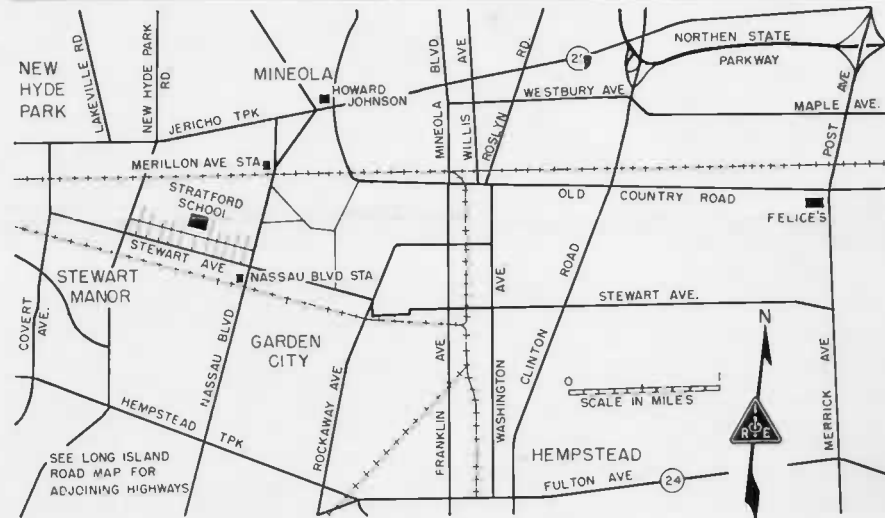 LAKEVILLE RD
NEW HYDE PARK
RD
NEW
HYDE
PARK
MINEOLA
HOWARD
JOHNSON
JERICHO TPK
MINEOLA BLVD
WILLIS AVE
ROSLYN RD.
NORTHEN STATE
PARKWAY
WESTBURY AVE
MAPLE AVE.
POST AVE
MERILLON AVE STA
STRATFORD
SCHOOL
OLD COUNTRY ROAD
FELICE'S
STEWART AVE
NASSAU BLVD STA
STEWART
MANOR
COVERT
AVE.
NASSAU BLVD
GARDEN
CITY
ROCKAWAY AVE
FRANKLIN AVE
WASHINGTON AVE
CLINTON ROAD
STEWART AVE.
N
0 1
SCALE IN MILES
I
R E
MERRICK AVE
HEMPSTEAD TPK
HEMPSTEAD
FULTON AVE
24
SEE LONG ISLAND
ROAD MAP FOR
ADJOINING HIGHWAYS